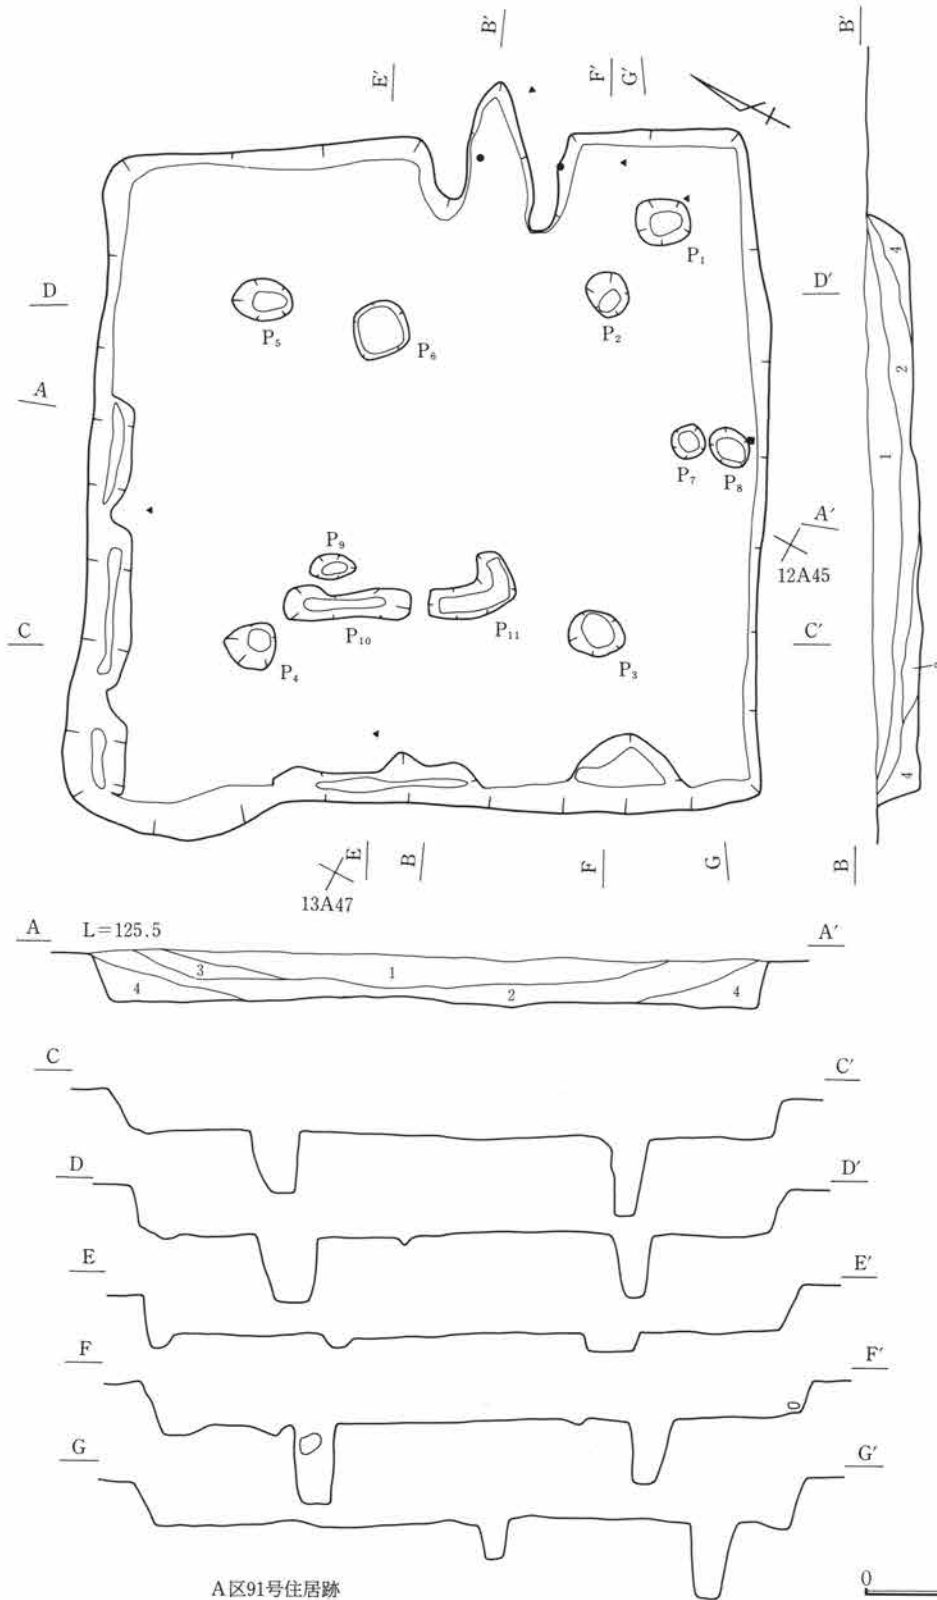 B′
B′
E′
F′
G′
4
P₁
D
D′
P₅
P₆
P₂
2
A
1
P₇
P₈
A′
12A45
P₉
C
P₁₀
P₁₁
C′
P₄
P₃
4
E
B
F
G
B
13A47
A
L=125.5
A′
3
1
4
2
4
C
C′
D
D′
E
E′
F
F′
G
G′
A区91号住居跡
0